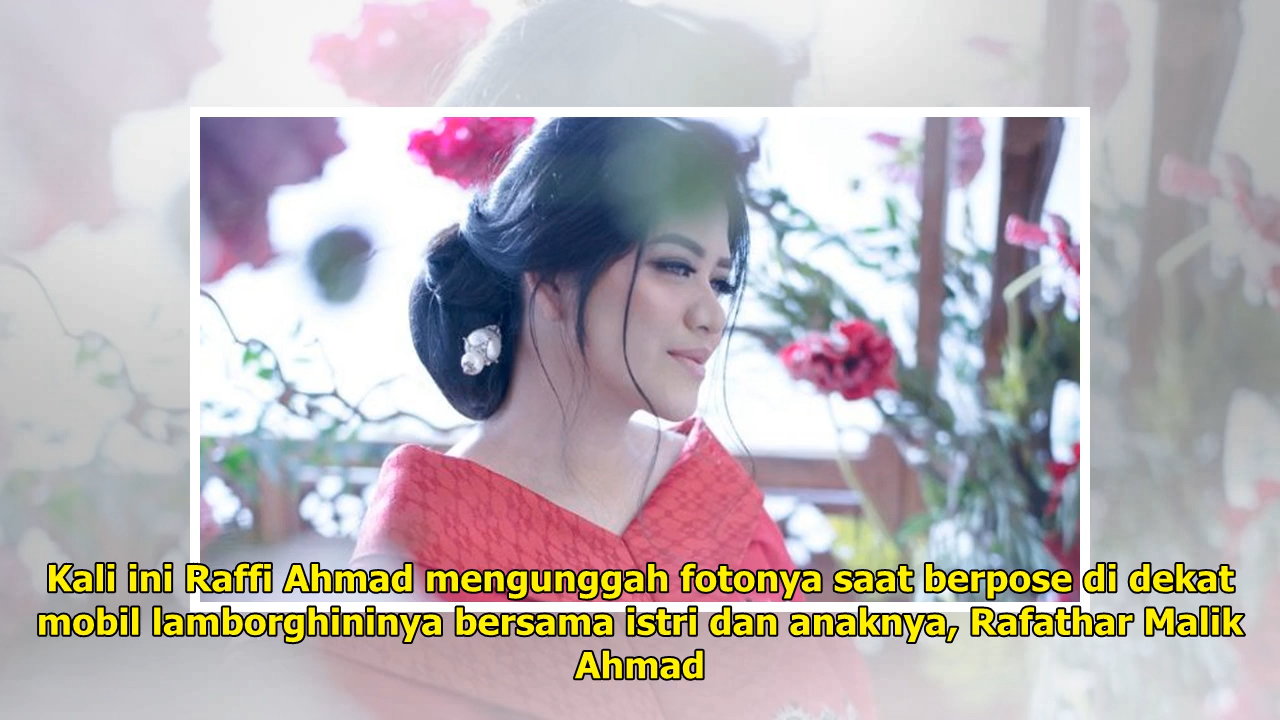 Kali ini Raffi Ahmad mengunggah fotonya saat berpose di dekat
mobil lamborghininya bersama istri dan anaknya, Rafathar Malik
Ahmad